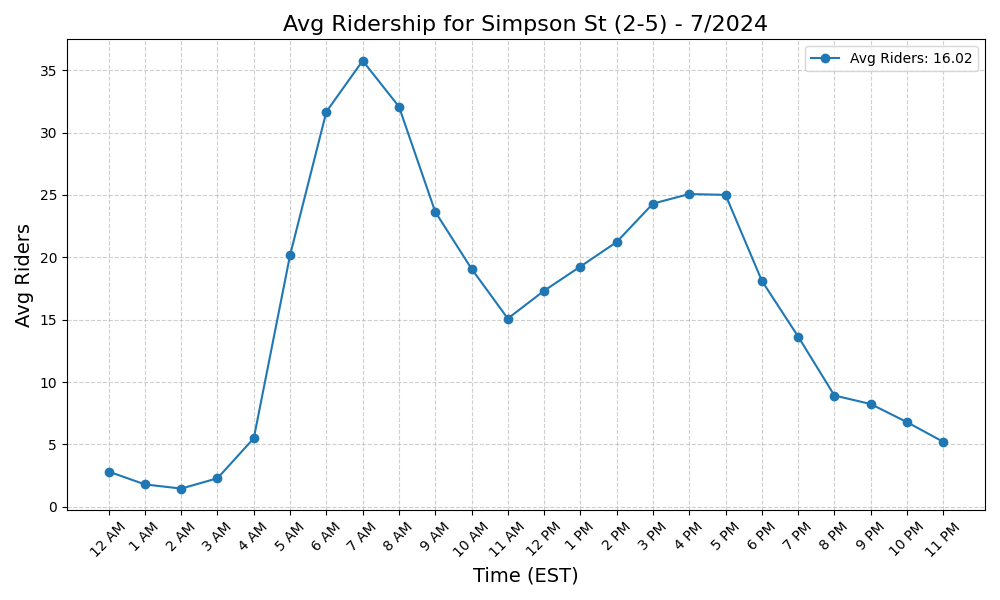 Avg Ridership for Simpson St (2-5) - 7/2024
Avg Riders: 16.02
Avg Riders
35
30
25
20
15
10
5
0
12 AM
1 AM
2 AM
3 AM
4 AM
5 AM
6 AM
7 AM
8 AM
9 AM
10 AM
11 AM
12 PM
1 PM
2 PM
3 PM
4 PM
5 PM
6 PM
7 PM
8 PM
9 PM
10 PM
11 PM
Time (EST)